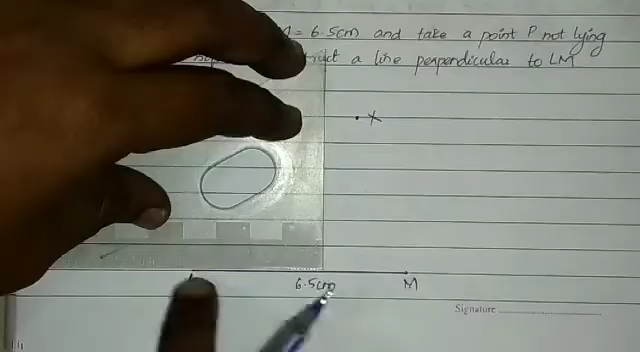 = 6.5cm and take a point P not lying
a line perpendicular to LM
X
6.5cm M
Signature